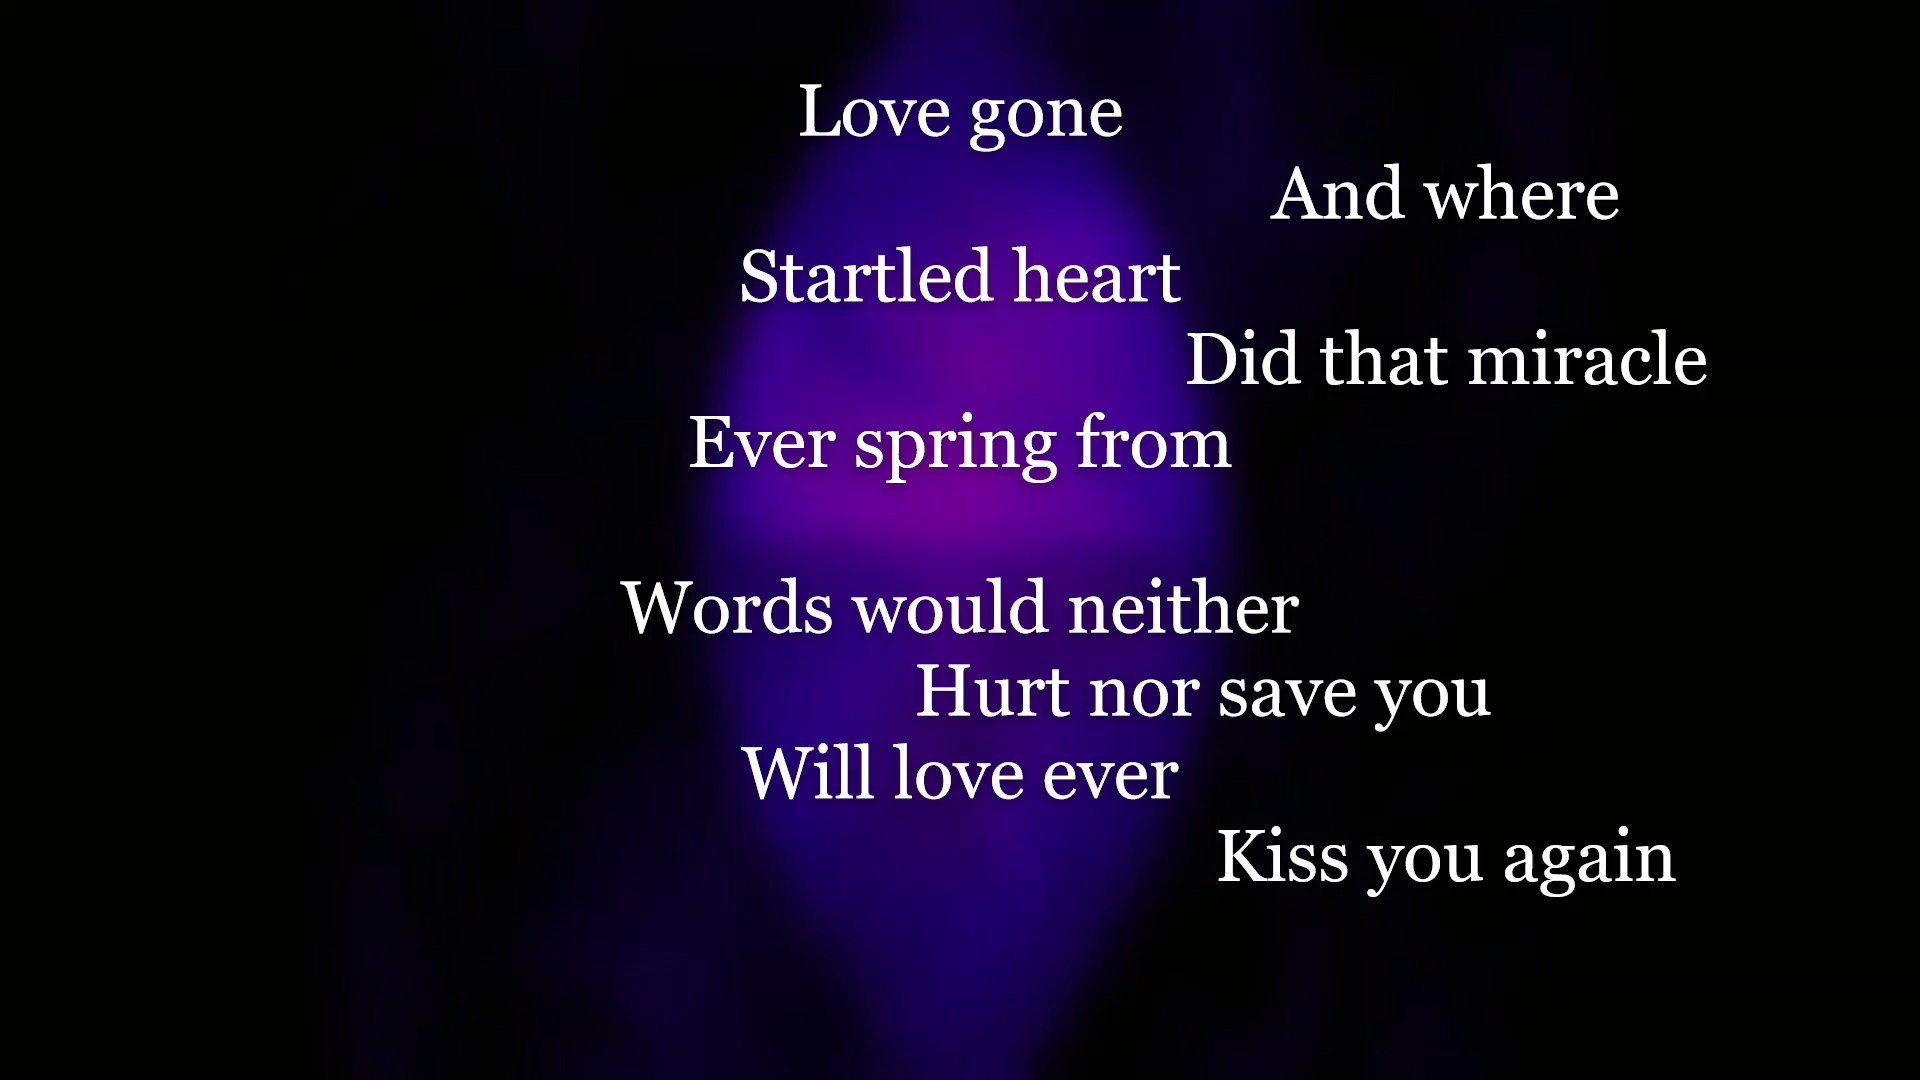 Love gone
And where
Startled heart
Did that miracle
Ever spring from
Words would neither
Hurt nor save you
Will love ever
Kiss you again